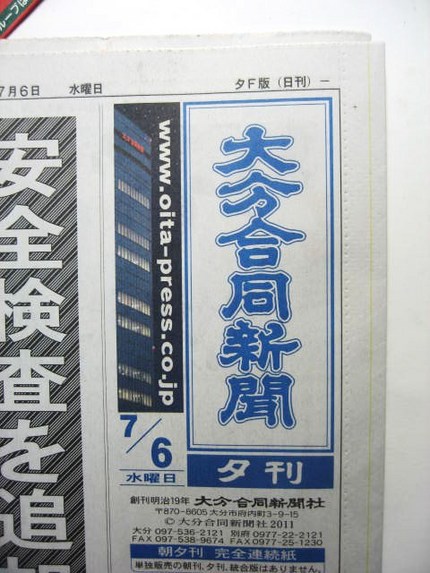 7月6日 水曜日 夕F版(日刊)
大分合同新聞
www.oita-press.co.jp
7/6
水曜日
夕刊
創刊明治19年 大分合同新聞社
〒870-8605 大分市府内町3-9-15
©大分合同新聞社2011
大分 097-536-2121 別府 0977-22-2121
FAX 097-538-9674 FAX 0977-25-1230
朝夕刊 完全連続紙
単独販売の朝刊、夕刊、統合版はありません。
安全検査を追加